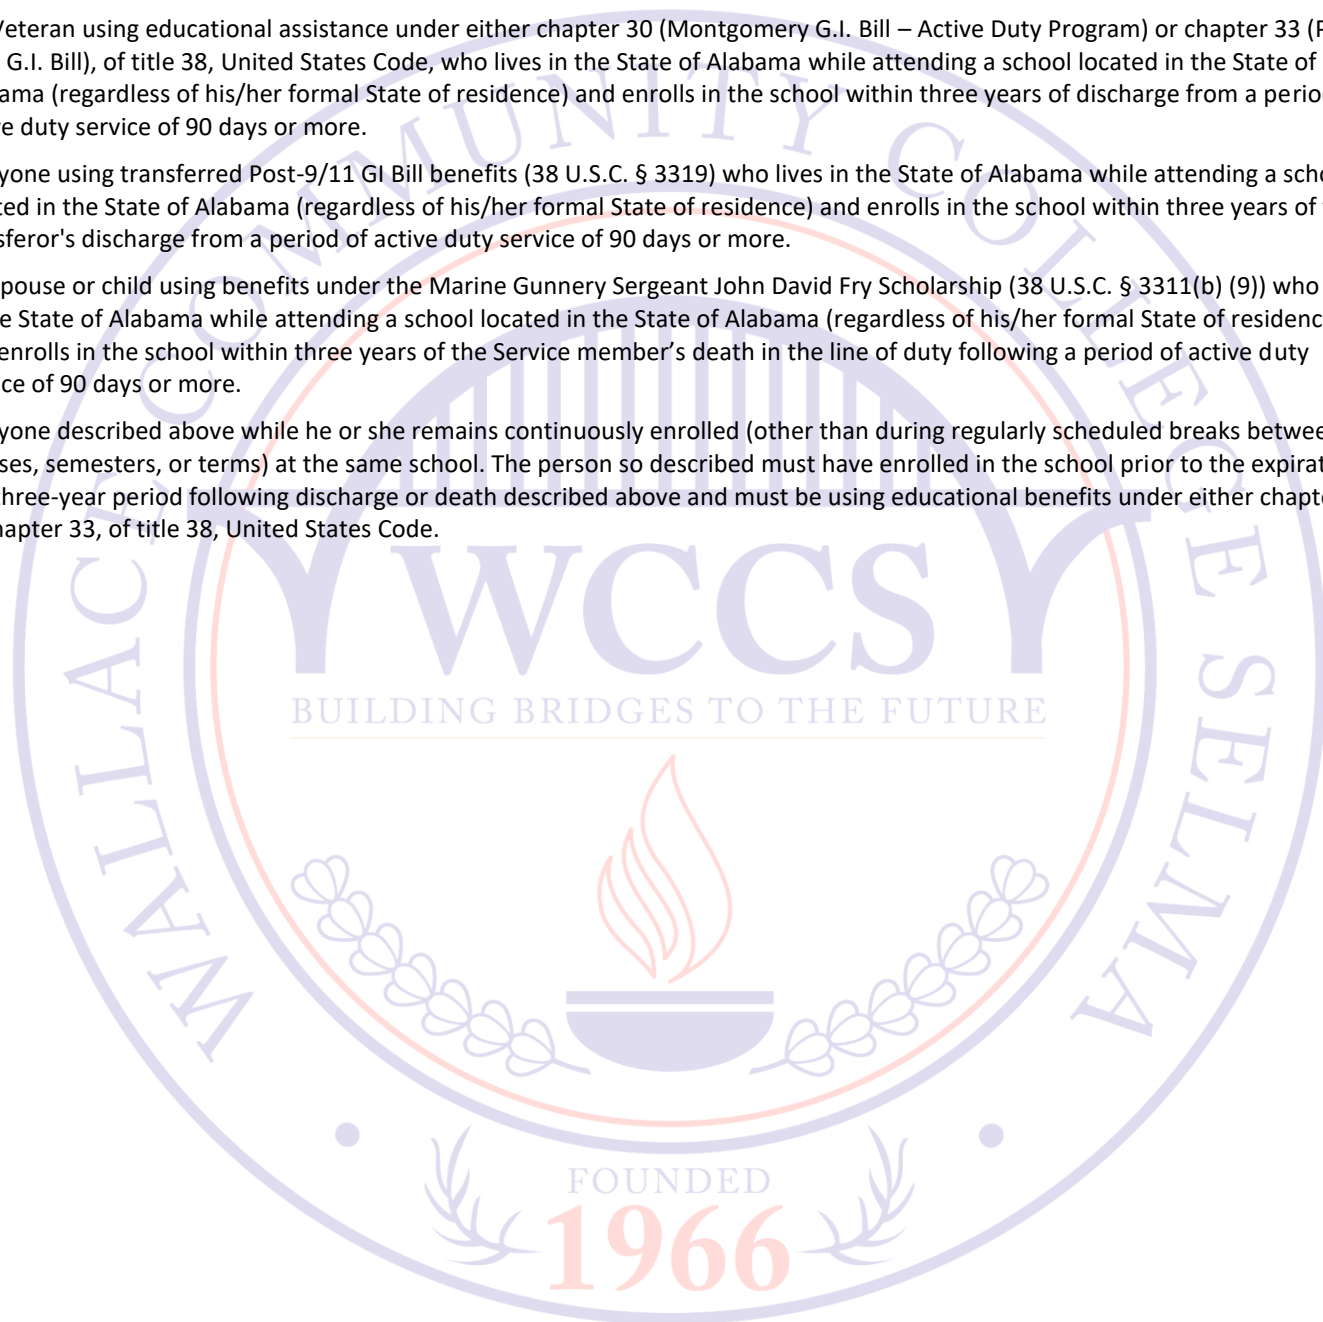 Veteran using educational assistance under either chapter 30 (Montgomery G.I. Bill – Active Duty Program) or chapter 33 (P
G.I. Bill), of title 38, United States Code, who lives in the State of Alabama while attending a school located in the State of
bama (regardless of his/her formal State of residence) and enrolls in the school within three years of discharge from a perio
e duty service of 90 days or more.
yone using transferred Post-9/11 GI Bill benefits (38 U.S.C. § 3319) who lives in the State of Alabama while attending a scho
ted in the State of Alabama (regardless of his/her formal State of residence) and enrolls in the school within three years of
sferor's discharge from a period of active duty service of 90 days or more.
pouse or child using benefits under the Marine Gunnery Sergeant John David Fry Scholarship (38 U.S.C. § 3311(b) (9)) who
e State of Alabama while attending a school located in the State of Alabama (regardless of his/her formal State of residenc
enrolls in the school within three years of the Service member’s death in the line of duty following a period of active duty
ce of 90 days or more.
yone described above while he or she remains continuously enrolled (other than during regularly scheduled breaks betwee
ses, semesters, or terms) at the same school. The person so described must have enrolled in the school prior to the expirat
three-year period following discharge or death described above and must be using educational benefits under either chapt
hapter 33, of title 38, United States Code.
WALLACE COMMUNITY COLLEGE SELMA
WCCS
BUILDING BRIDGES TO THE FUTURE
FOUNDED
1966